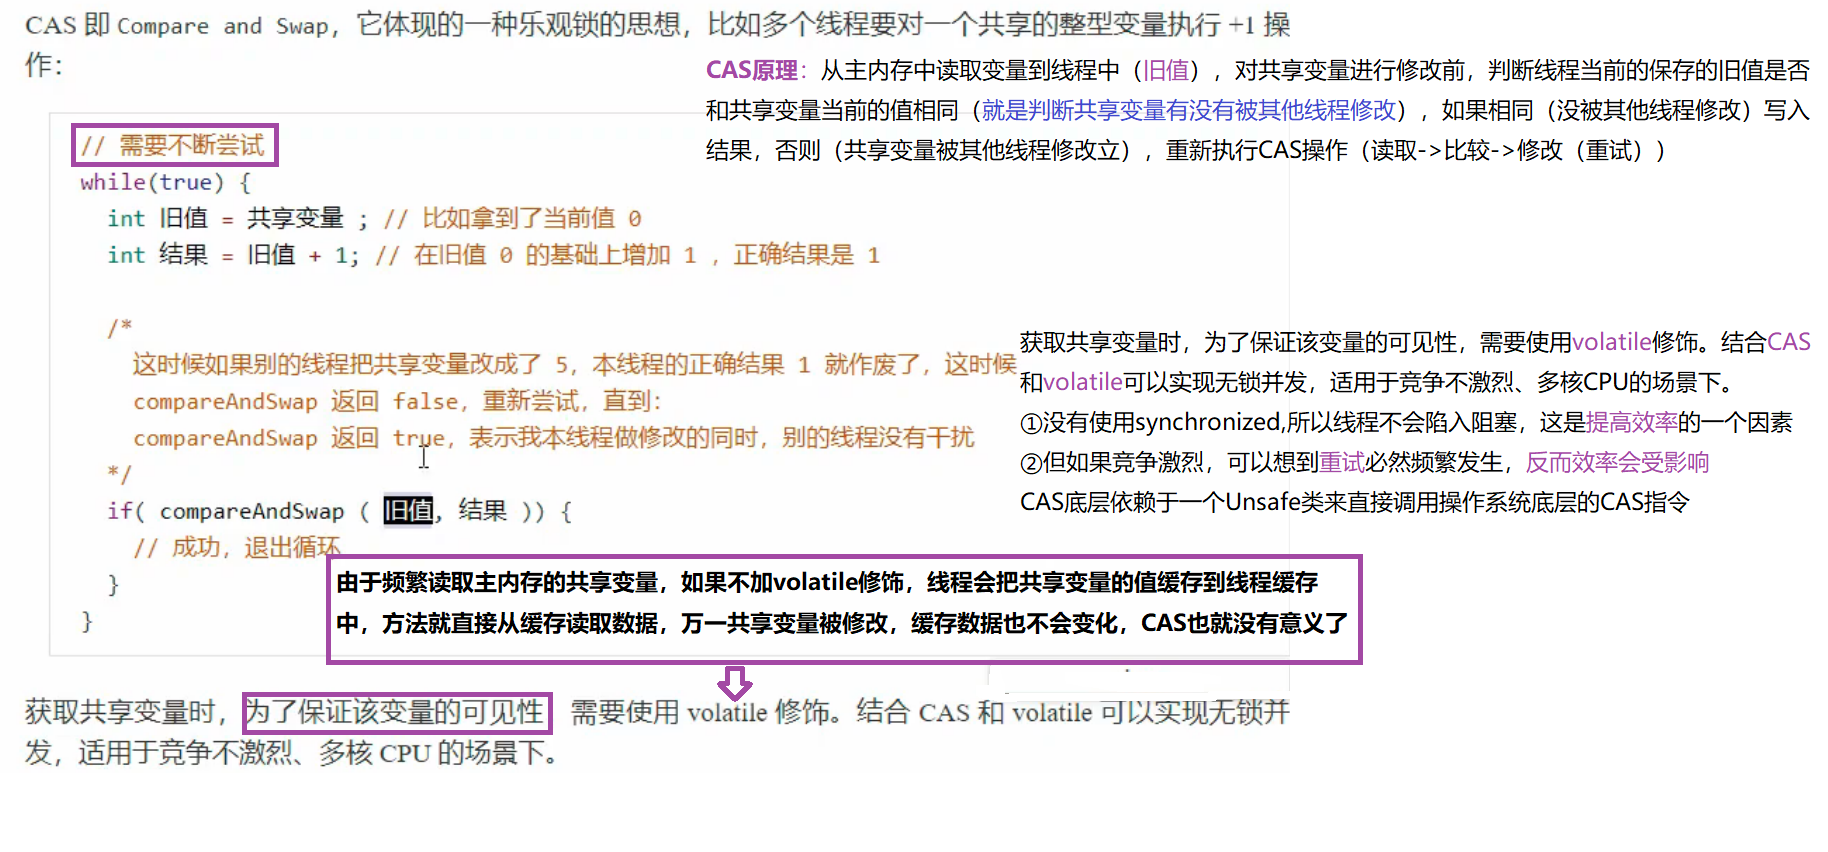 CAS 即 Compare and Swap，它体现的一种乐观锁的思想，比如多个线程要对一个共享的整型变量执行 +1 操
作：
CAS原理：从主内存中读取变量到线程中（旧值），对共享变量进行修改前，判断线程当前的保存的旧值是否
和共享变量当前的值相同（就是判断共享变量有没有被其他线程修改），如果相同（没被其他线程修改）写入
结果，否则（共享变量被其他线程修改立），重新执行CAS操作（读取->比较->修改（重试））
// 需要不断尝试
while(true) {
int 旧值 = 共享变量 ; // 比如拿到了当前值 0
int 结果 = 旧值 + 1; // 在旧值 0 的基础上增加 1 ，正确结果是 1
/*
这时候如果别的线程把共享变量改成了 5，本线程的正确结果 1 就作废了，这时候
compareAndSwap 返回 false，重新尝试，直到：
compareAndSwap 返回 true，表示我本线程做修改的同时，别的线程没有干扰
*/
if( compareAndSwap ( 旧值, 结果 )) {
// 成功，退出循环
}
}
获取共享变量时，为了保证该变量的可见性，需要使用volatile修饰。结合CAS
和volatile可以实现无锁并发，适用于竞争不激烈、多核CPU的场景下。
①没有使用synchronized,所以线程不会陷入阻塞，这是提高效率的一个因素
②但如果竞争激烈，可以想到重试必然频繁发生，反而效率会受影响
CAS底层依赖于一个Unsafe类来直接调用操作系统底层的CAS指令
由于频繁读取主内存的共享变量，如果不加volatile修饰，线程会把共享变量的值缓存到线程缓存
中，方法就直接从缓存读取数据，万一共享变量被修改，缓存数据也不会变化，CAS也就没有意义了
获取共享变量时，为了保证该变量的可见性 需要使用 volatile 修饰。结合 CAS 和 volatile 可以实现无锁并
发，适用于竞争不激烈、多核 CPU 的场景下。